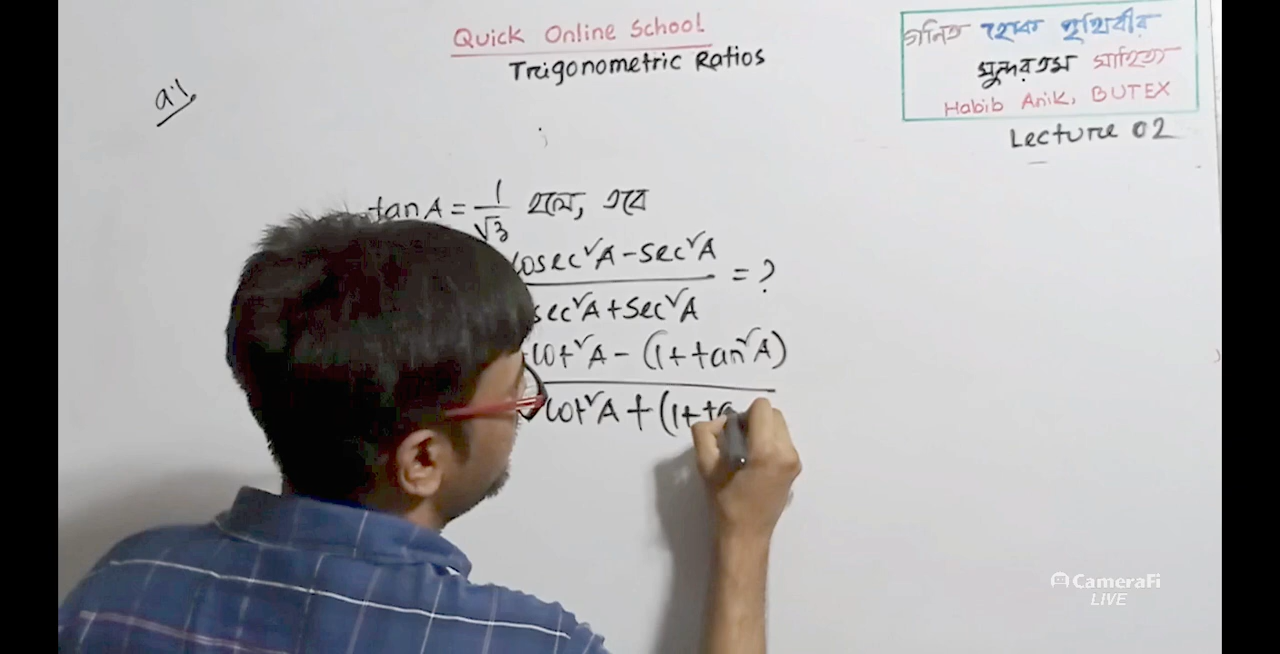 Quick Online School
Trigonometric Ratios
গনিত হোক পৃথিবীর
সুন্দরতম সাহিত্য
Habib Anik, BUTEX
Lecture 02
tan A = 1/√3 হলে, তবে
cosec²A - sec²A / sec²A + sec²A = ?
cot²A - (1 + tan²A)
cot²A + (1 + ta
CameraFi
LIVE